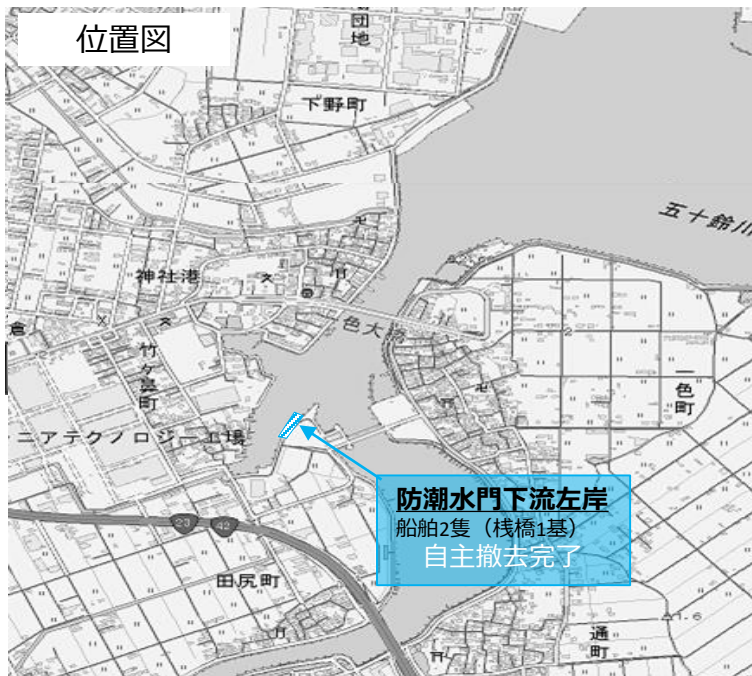 位置図
団地
下野町
五十鈴川
神社港
一色大橋
竹ケ鼻町
一色町
ニアテクノロジー工場
防潮水門下流左岸
船舶2隻（桟橋1基）
自主撤去完了
23
42
田尻町
1.6
通町